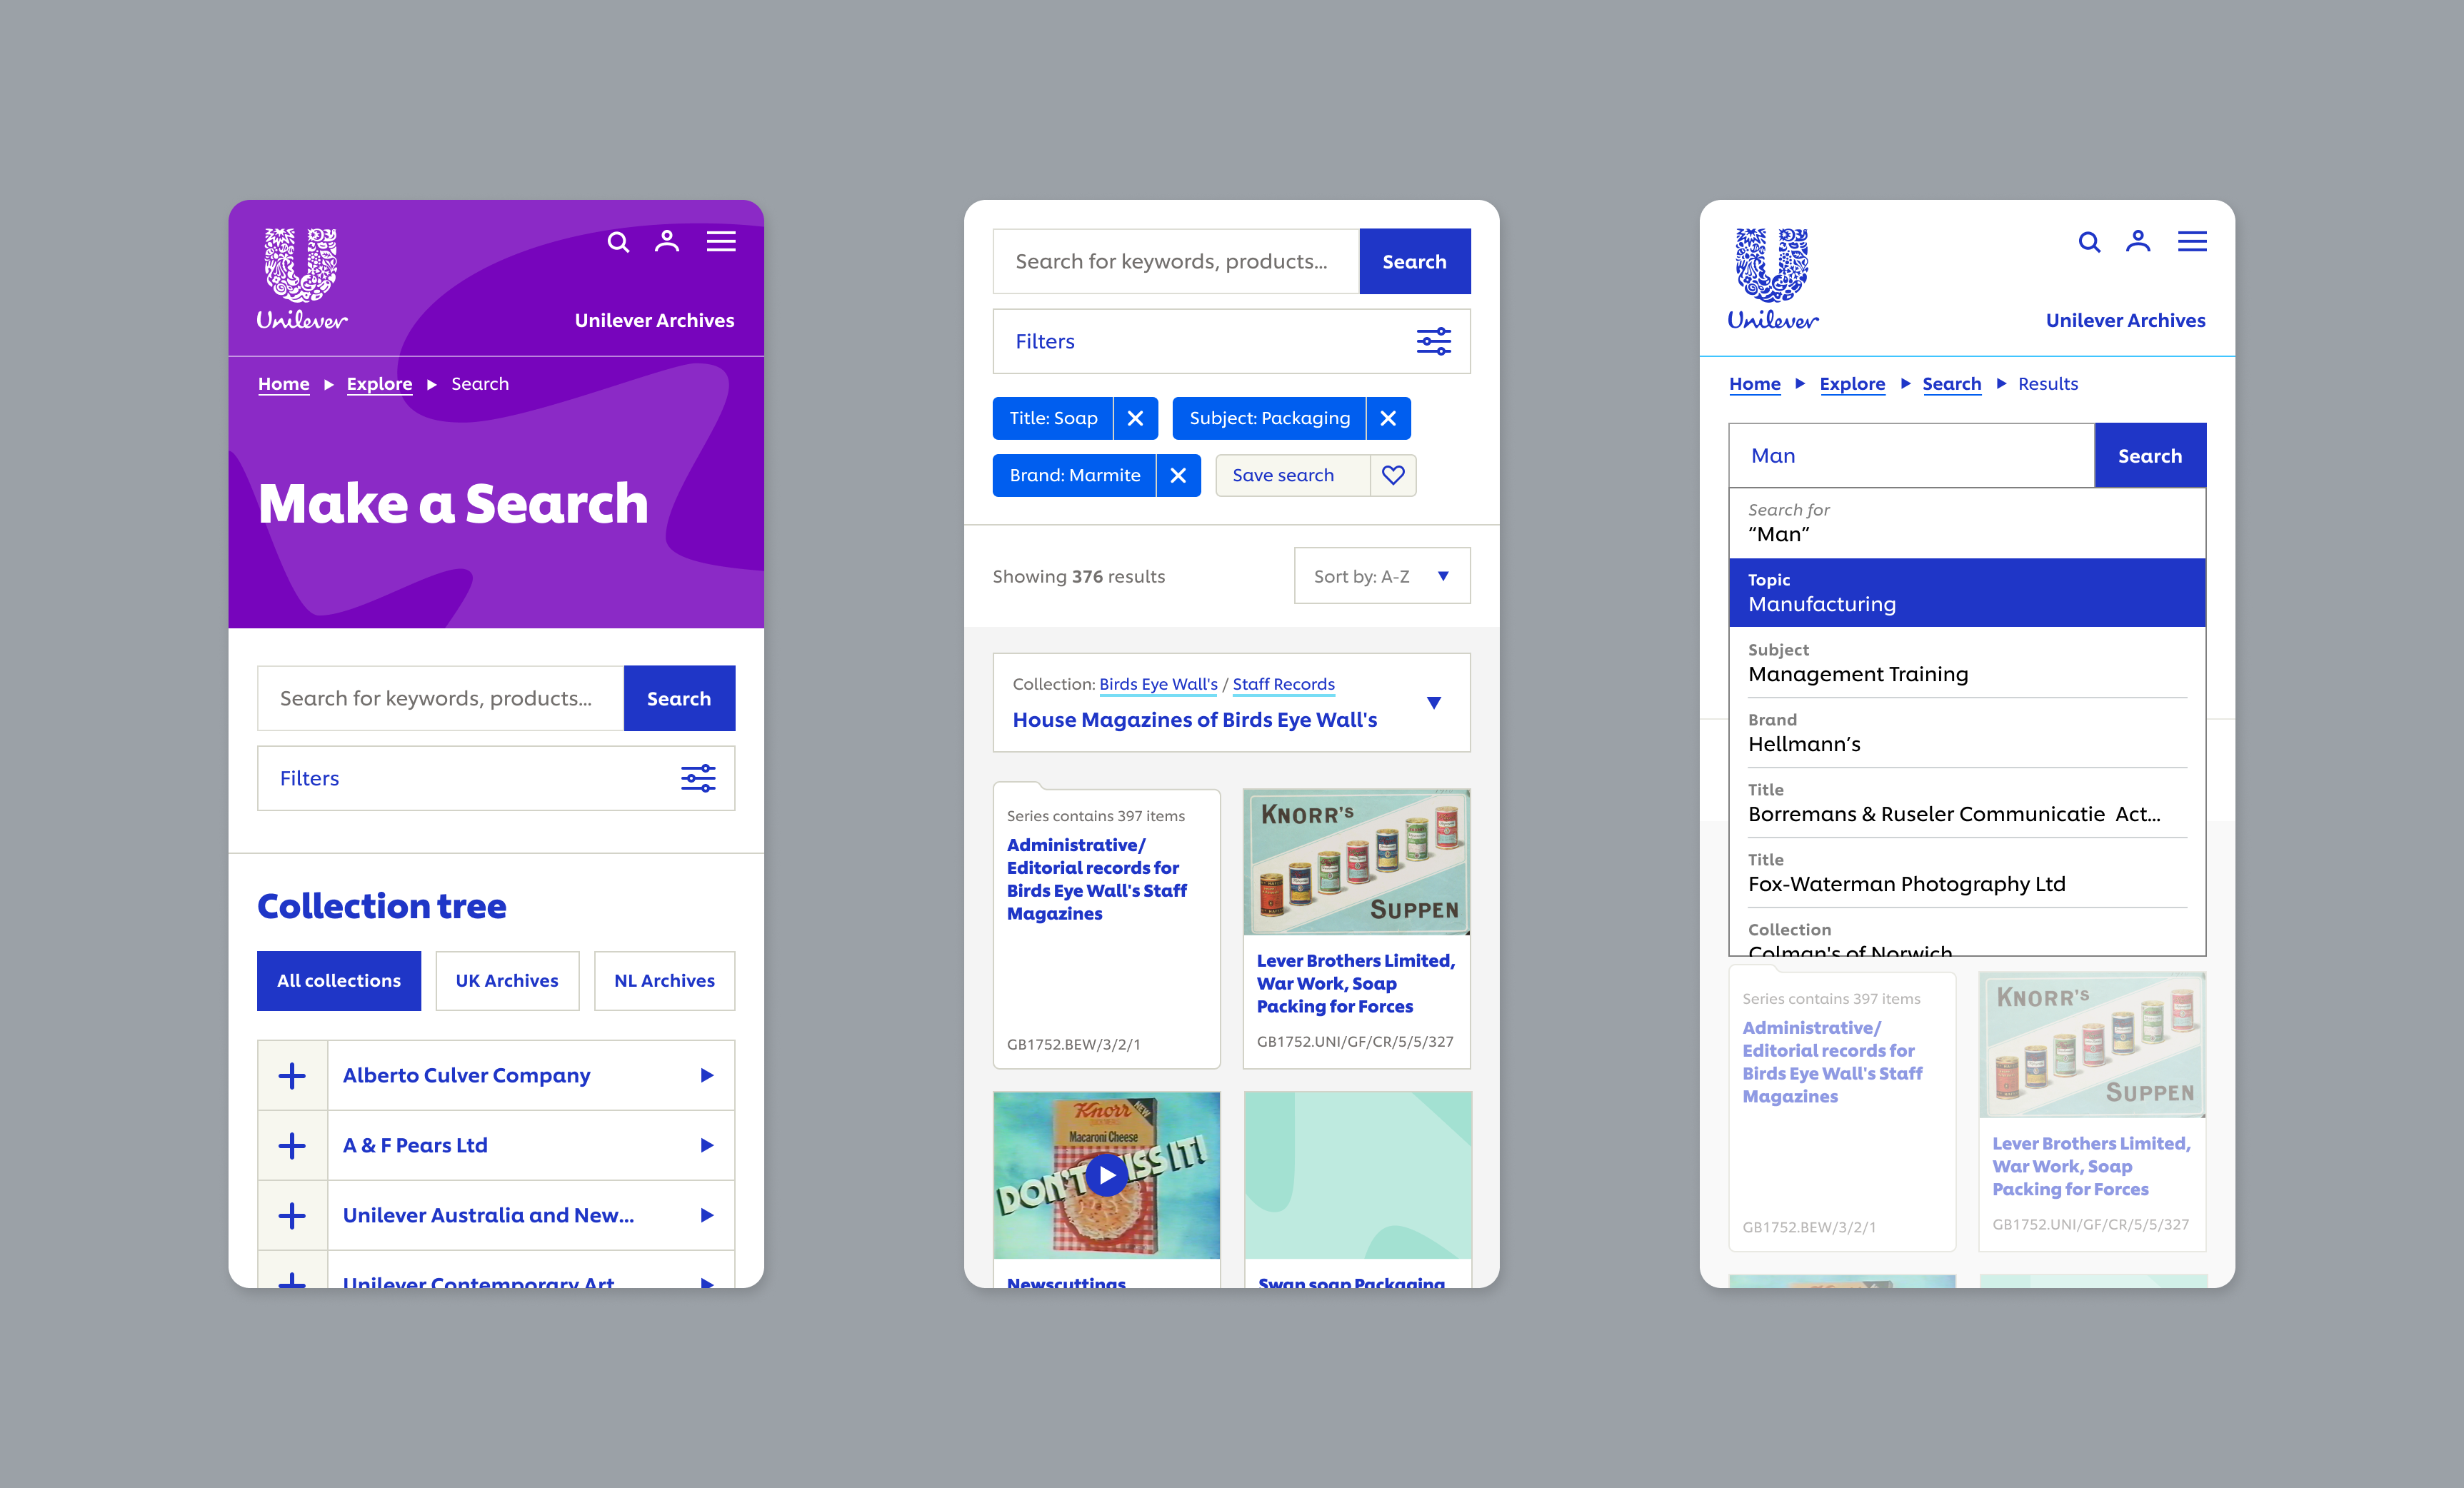 Unilever
Unilever Archives
Home Explore Search
Make a Search
Search for keywords, products... Search
Filters
Collection tree
All collections UK Archives NL Archives
Alberto Culver Company
A & F Pears Ltd
Unilever Australia and New...
Unilever Contemporary Art
Search for keywords, products... Search
Filters
Title: Soap Subject: Packaging
Brand: Marmite Save search
Showing 376 results Sort by: A-Z
Collection: Birds Eye Wall's / Staff Records
House Magazines of Birds Eye Wall's
Series contains 397 items
Administrative/
Editorial records for
Birds Eye Wall's Staff
Magazines
GB1752.BEW/3/2/1
KNORR's
SUPPEN
Lever Brothers Limited,
War Work, Soap
Packing for Forces
GB1752.UNI/GF/CR/5/5/327
Knorr
NEW
Macaroni Cheese
DON'T ISS IT!
Newscuttings
Swan soap Packaging
Unilever
Unilever Archives
Home Explore Search Results
Man Search
Search for
“Man”
Topic
Manufacturing
Subject
Management Training
Brand
Hellmann’s
Title
Borremans & Ruseler Communicatie Act...
Title
Fox-Waterman Photography Ltd
Collection
Colman's of Norwich
Series contains 397 items
Administrative/
Editorial records for
Birds Eye Wall's Staff
Magazines
GB1752.BEW/3/2/1
KNORR's
SUPPEN
Lever Brothers Limited,
War Work, Soap
Packing for Forces
GB1752.UNI/GF/CR/5/5/327